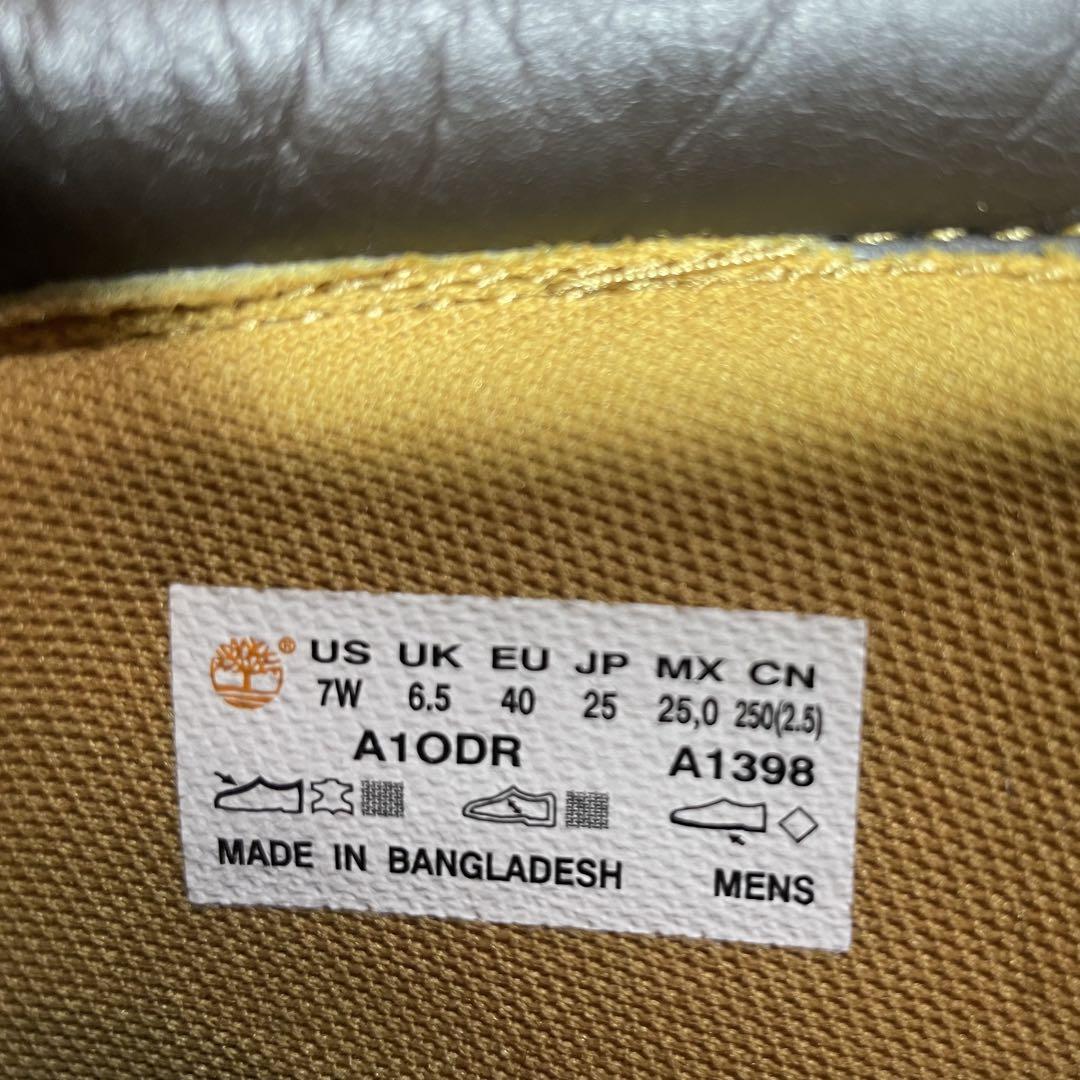 ® US UK EU JP MX CN
7W 6.5 40 25 25,0 250(2.5)
A1ODR A1398
MADE IN BANGLADESH MENS